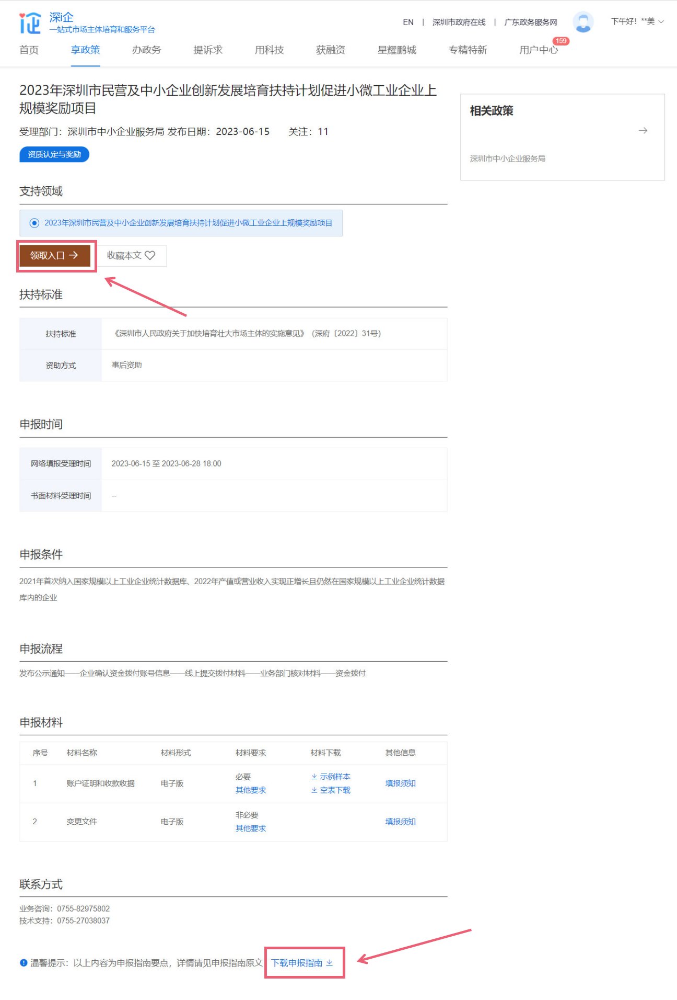 深i企
一站式市场主体培育和服务平台
EN | 深圳市政府在线 | 广东政务服务网
下午好！**美
首页 享政策 办政务 提诉求 用科技 获融资 星耀鹏城 专精特新 用户中心 159
2023年深圳市民营及中小企业创新发展培育扶持计划促进小微工业企业上
规模奖励项目
受理部门：深圳市中小企业服务局 发布日期：2023-06-15 关注：11
资质认定与奖励
相关政策
→
深圳市中小企业服务局
支持领域
2023年深圳市民营及中小企业创新发展培育扶持计划促进小微工业企业上规模奖励项目
领取入口 →
收藏本文
扶持标准
扶持标准 《深圳市人民政府关于加快培育壮大市场主体的实施意见》（深府〔2022〕31号）
资助方式 事后资助
申报时间
网络填报受理时间 2023-06-15 至 2023-06-28 18:00
书面材料受理时间 --
申报条件
2021年首次纳入国家规模以上工业企业统计数据库、2022年产值或营业收入实现正增长且仍然在国家规模以上工业企业统计数据
库内的企业
申报流程
发布公示通知——企业确认资金拨付账号信息——线上提交拨付材料——业务部门核对材料——资金拨付
申报材料
序号 材料名称 材料形式 材料要求 材料下载 其他信息
1 账户证明和收款收据 电子版 必要 其他要求 示例样本 空表下载 填报须知
2 变更文件 电子版 非必要 其他要求 填报须知
联系方式
业务咨询：0755-82975802
技术支持：0755-27038037
温馨提示：以上内容为申报指南要点，详情请见申报指南原文 下载申报指南